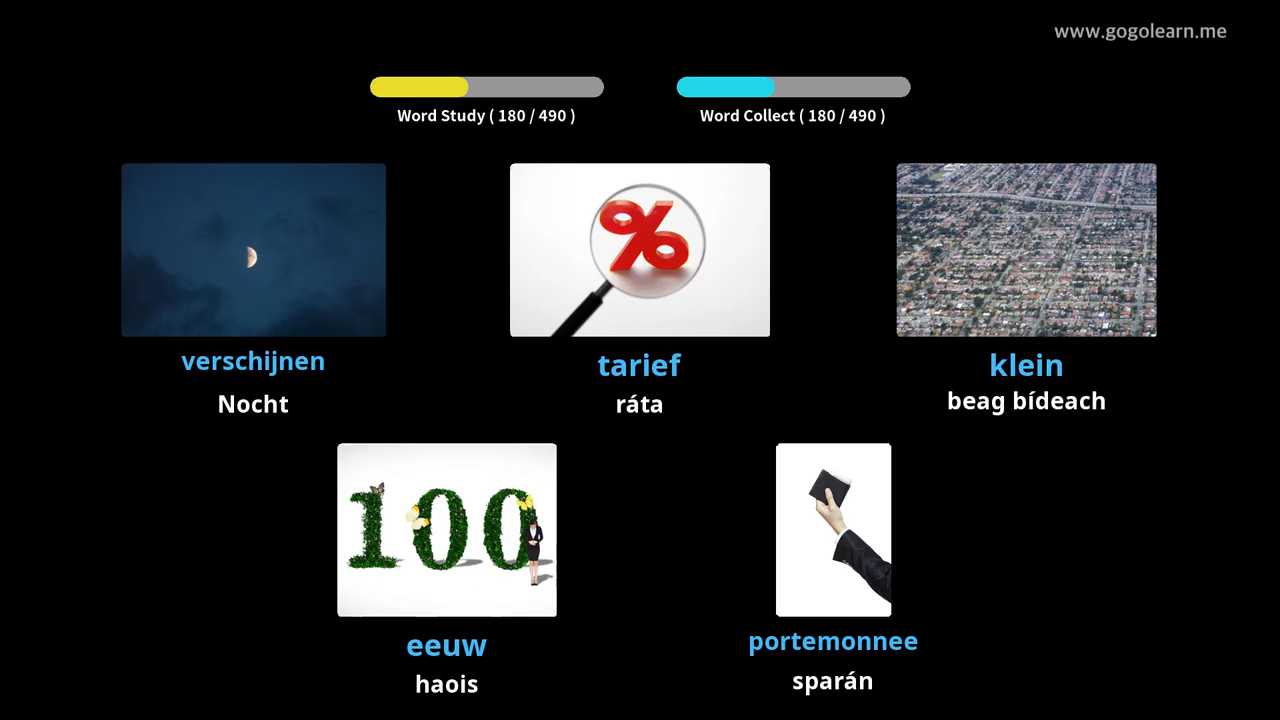 www.gogolearn.me
Word Study ( 180 / 490 )
Word Collect ( 180 / 490 )
verschijnen
Nocht
tarief
ráta
klein
beag bídeach
100
eeuw
haois
portemonnee
sparán